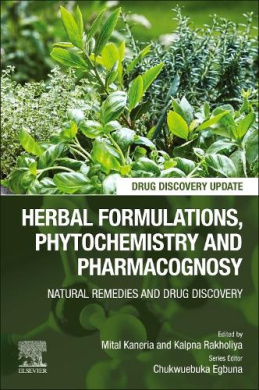 DRUG DISCOVERY UPDATE
HERBAL FORMULATIONS,
PHYTOCHEMISTRY AND
PHARMACOGNOSY
NATURAL REMEDIES AND DRUG DISCOVERY
Edited by
Mital Kaneria and Kalpna Rakholiya
Series Editor
Chukwuebuka Egbuna
ELSEVIER